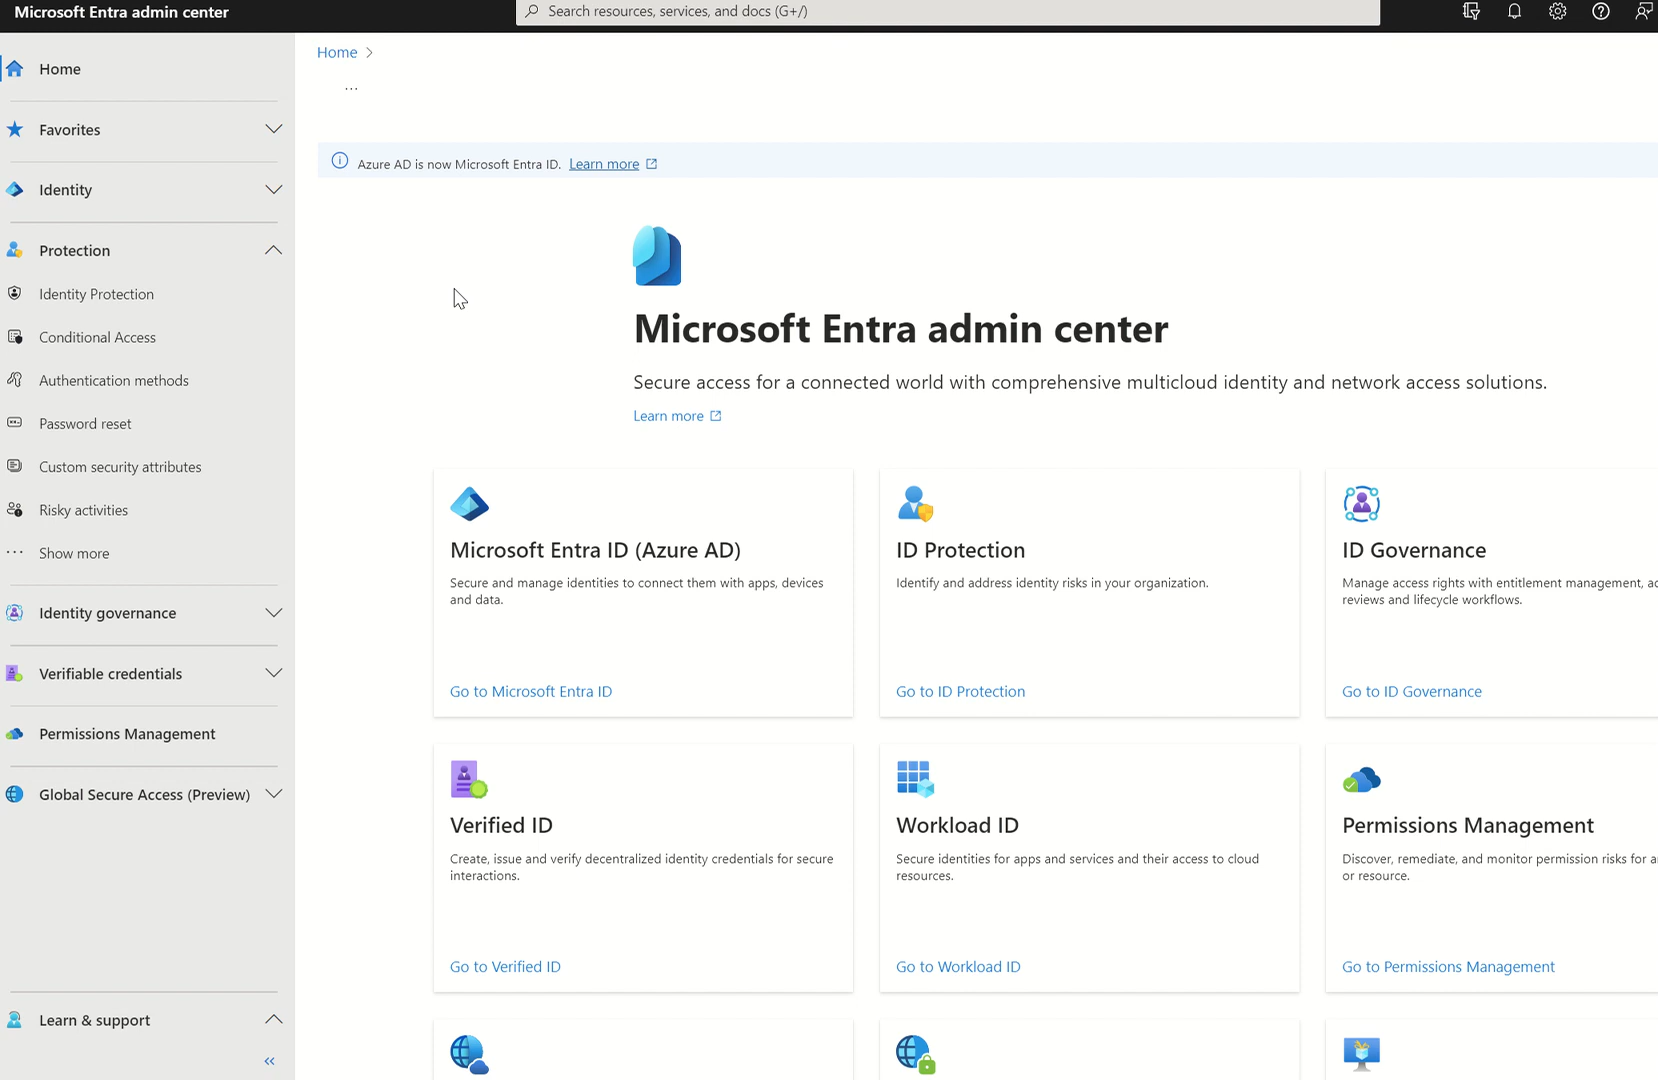 Microsoft Entra admin center
Search resources, services, and docs (G+/)
Home
Favorites
Identity
Protection
Identity Protection
Conditional Access
Authentication methods
Password reset
Custom security attributes
Risky activities
Show more
Identity governance
Verifiable credentials
Permissions Management
Global Secure Access (Preview)
Learn & support
Home
...
Azure AD is now Microsoft Entra ID. Learn more
Microsoft Entra admin center
Secure access for a connected world with comprehensive multicloud identity and network access solutions.
Learn more
Microsoft Entra ID (Azure AD)
Secure and manage identities to connect them with apps, devices
and data.
Go to Microsoft Entra ID
ID Protection
Identify and address identity risks in your organization.
Go to ID Protection
ID Governance
Manage access rights with entitlement management,
reviews and lifecycle workflows.
Go to ID Governance
Verified ID
Create, issue and verify decentralized identity credentials for secure
interactions.
Go to Verified ID
Workload ID
Secure identities for apps and services and their access to cloud
resources.
Go to Workload ID
Permissions Management
Discover, remediate, and monitor permission risks for
or resource.
Go to Permissions Management